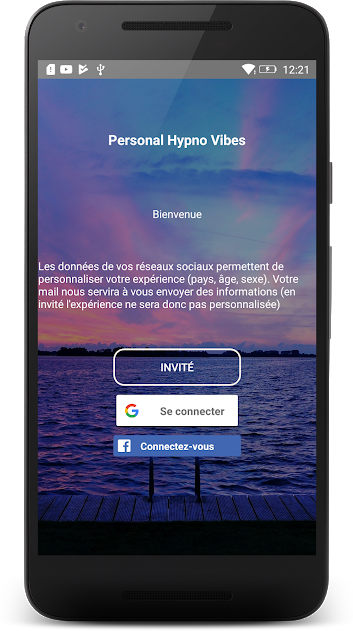 12:21
Personal Hypno Vibes
Bienvenue
Les données de vos réseaux sociaux permettent de
personnaliser votre expérience (pays, âge, sexe). Votre
mail nous servira à vous envoyer des informations (en
invité l'expérience ne sera donc pas personnalisée)
INVITÉ
Se connecter
Connectez-vous